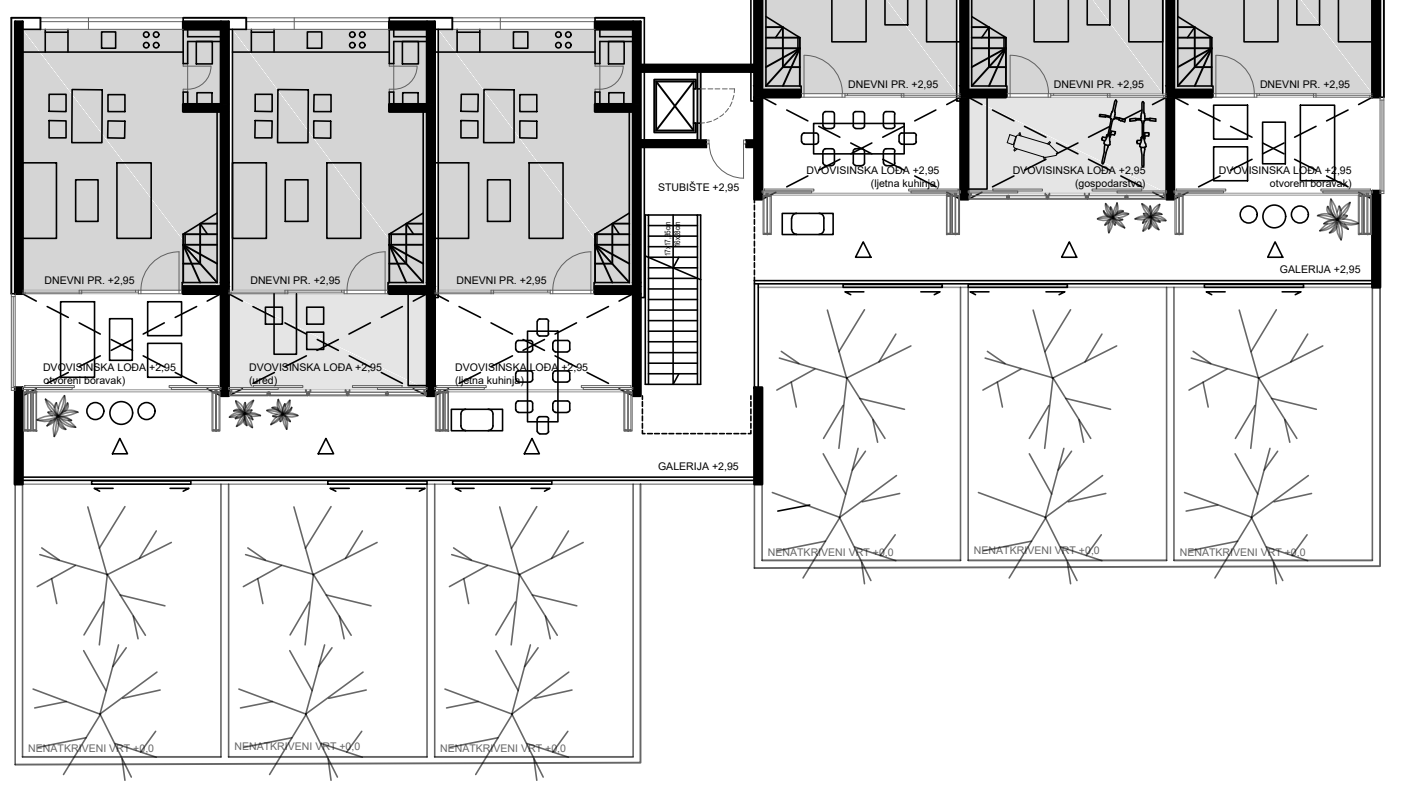 DNEVNI PR. +2,95
DNEVNI PR. +2,95
DNEVNI PR. +2,95
DVOVISINSKA LOĐA +2,95
(ljetna kuhinja)
DVOVISINSKA LOĐA +2,95
(gospodarstvo)
DVOVISINSKA LOĐA +2,95
otvoreni boravak)
STUBIŠTE +2,95
GALERIJA +2,95
DNEVNI PR. +2,95
DNEVNI PR. +2,95
DNEVNI PR. +2,95
DVOVISINSKA LOĐA +2,95
otvoreni boravak)
DVOVISINSKA LOĐA +2,95
(ured)
DVOVISINSKA LOĐA +2,95
(ljetna kuhinja)
GALERIJA +2,95
NENATKRIVENI VRT +0,0
NENATKRIVENI VRT +0,0
NENATKRIVENI VRT +0,0
NENATKRIVENI VRT +0,0
NENATKRIVENI VRT +0,0
NENATKRIVENI VRT +0,0